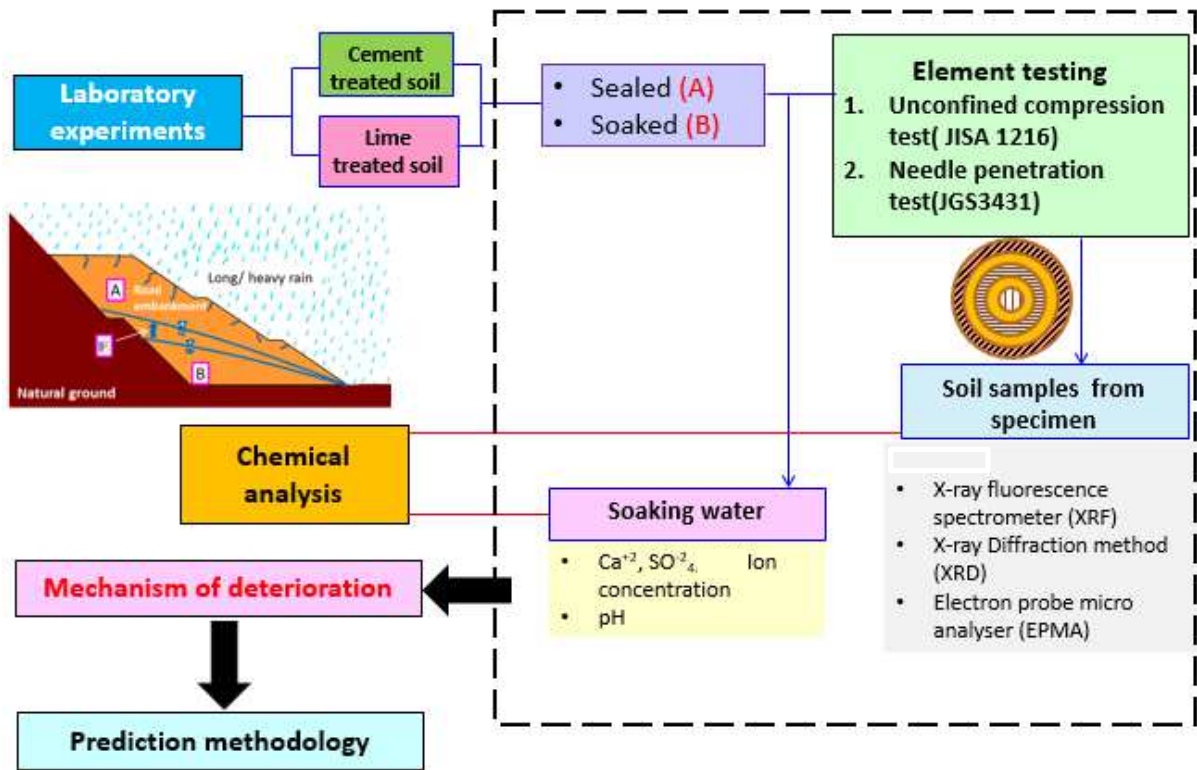 Laboratory
experiments
Cement
treated soil
Lime
treated soil
• Sealed (A)
• Soaked (B)
Element testing
1. Unconfined compression
test( JISA 1216)
2. Needle penetration
test(JGS3431)
Long/ heavy rain
A
Road
embankment
B
Natural ground
Soil samples from
specimen
• X-ray fluorescence
spectrometer (XRF)
• X-ray Diffraction method
(XRD)
• Electron probe micro
analyser (EPMA)
Chemical
analysis
Soaking water
• Ca⁺², SO⁻²₄, Ion
concentration
• pH
Mechanism of deterioration
Prediction methodology